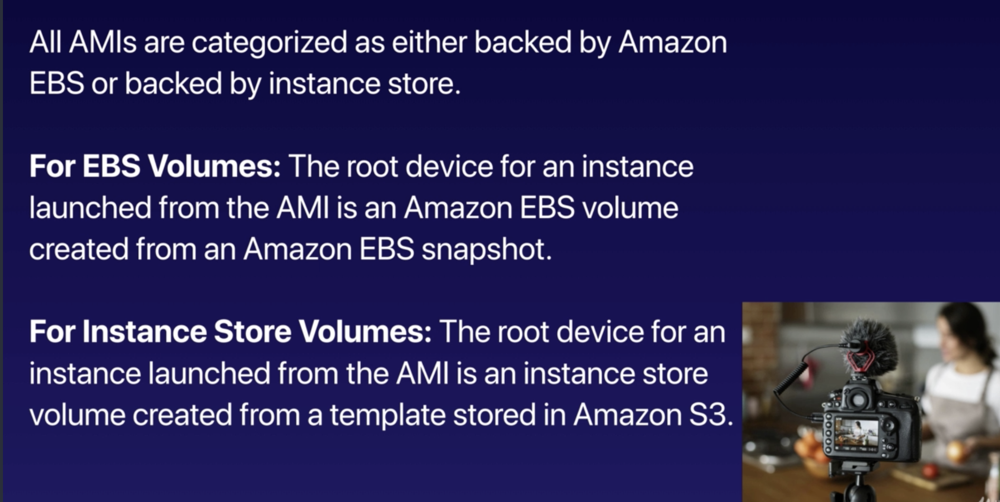 All AMIs are categorized as either backed by Amazon
EBS or backed by instance store.
For EBS Volumes: The root device for an instance
launched from the AMI is an Amazon EBS volume
created from an Amazon EBS snapshot.
For Instance Store Volumes: The root device for an
instance launched from the AMI is an instance store
volume created from a template stored in Amazon S3.